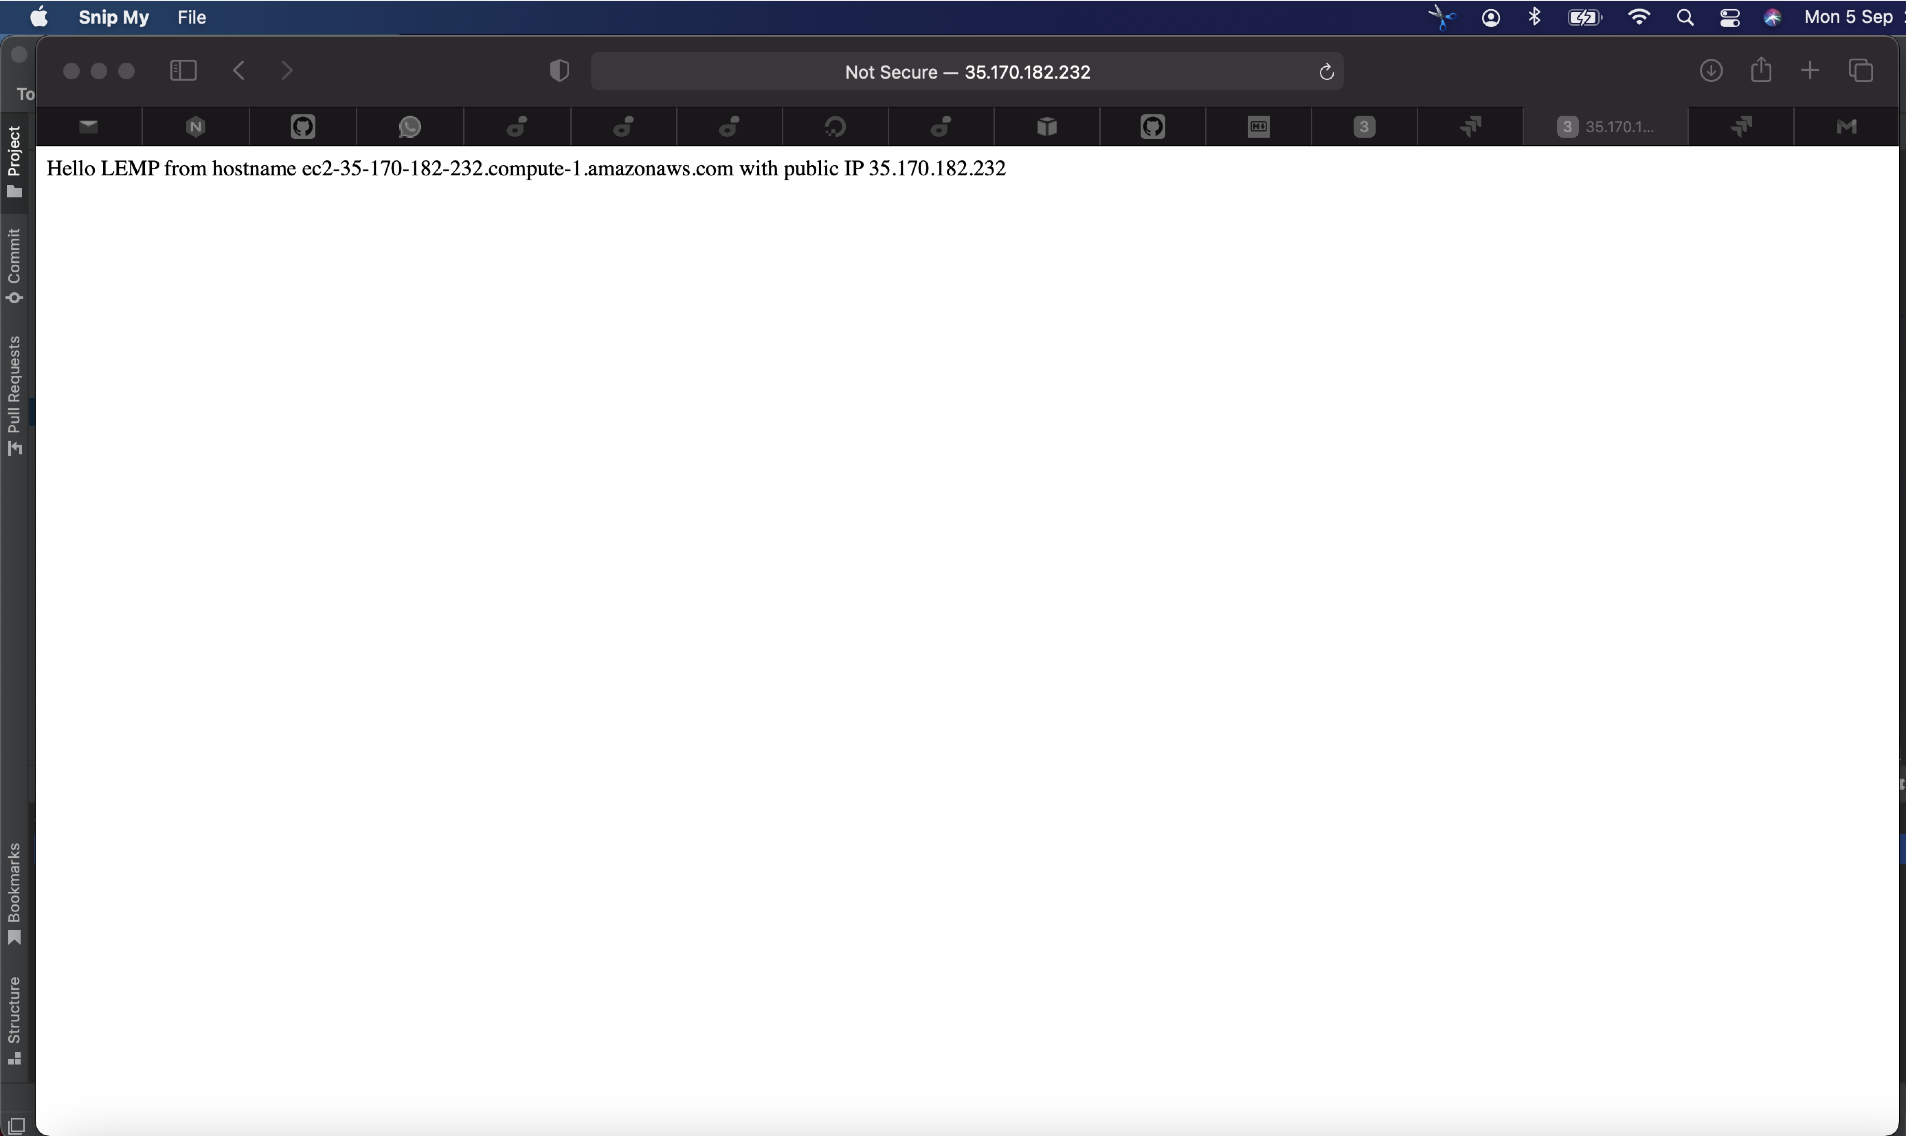 Snip My File Mon 5 Sep
To
Not Secure — 35.170.182.232
N 3 3 35.170.1...
Hello LEMP from hostname ec2-35-170-182-232.compute-1.amazonaws.com with public IP 35.170.182.232
Project
Commit
Pull Requests
Bookmarks
Structure